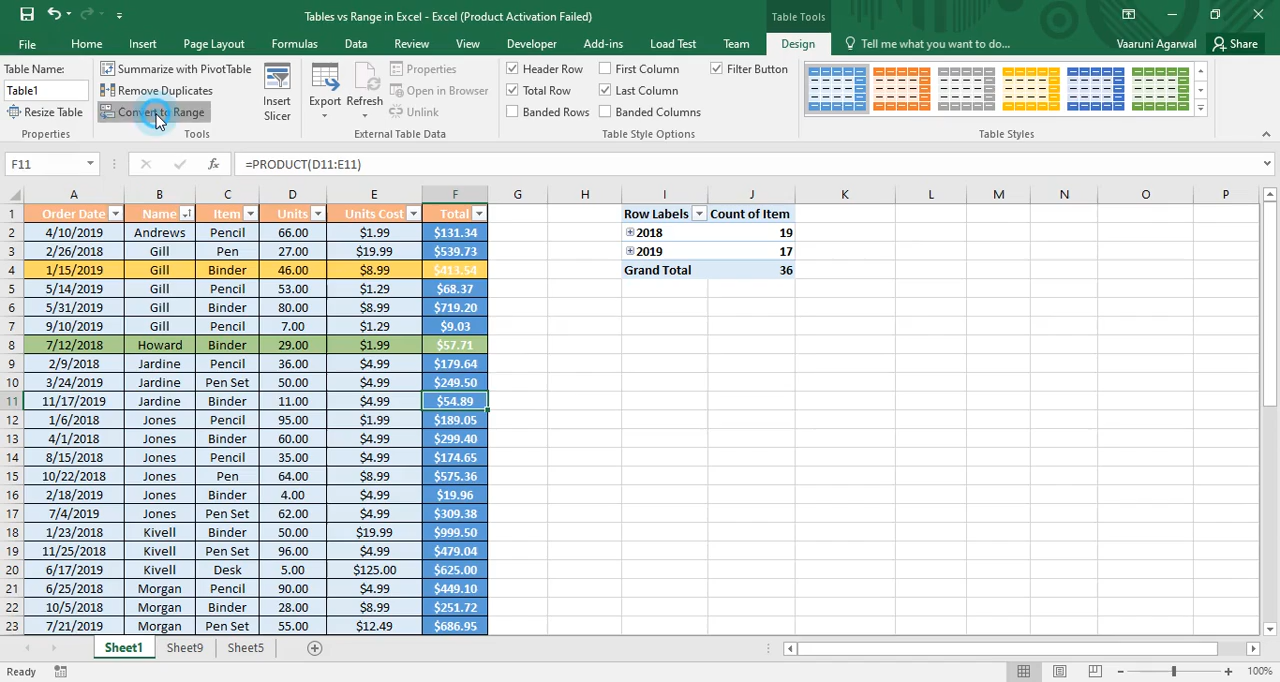 Tables vs Range in Excel - Excel (Product Activation Failed)
Table Tools
File Home Insert Page Layout Formulas Data Review View Developer Add-ins Load Test Team Design Tell me what you want to do... Vaaruni Agarwal Share
Table Name:
Table1
Resize Table
Properties
Summarize with PivotTable
Remove Duplicates
Convert to Range
Tools
Insert
Slicer
Export Refresh
Properties
Open in Browser
Unlink
External Table Data
Header Row First Column Filter Button
Total Row Last Column
Banded Rows Banded Columns
Table Style Options
Table Styles
F11 fx =PRODUCT(D11:E11)
A B C D E F G H I J K L M N O P
1 Order Date Name Item Units Units Cost Total Row Labels Count of Item
2 4/10/2019 Andrews Pencil 66.00 $1.99 $131.34 2018 19
3 2/26/2018 Gill Pen 27.00 $19.99 $539.73 2019 17
4 1/15/2019 Gill Binder 46.00 $8.99 $413.54 Grand Total 36
5 5/14/2019 Gill Pencil 53.00 $1.29 $68.37
6 5/31/2019 Gill Binder 80.00 $8.99 $719.20
7 9/10/2019 Gill Pencil 7.00 $1.29 $9.03
8 7/12/2018 Howard Binder 29.00 $1.99 $57.71
9 2/9/2018 Jardine Pencil 36.00 $4.99 $179.64
10 3/24/2019 Jardine Pen Set 50.00 $4.99 $249.50
11 11/17/2019 Jardine Binder 11.00 $4.99 $54.89
12 1/6/2018 Jones Pencil 95.00 $1.99 $189.05
13 4/1/2018 Jones Binder 60.00 $4.99 $299.40
14 8/15/2018 Jones Pencil 35.00 $4.99 $174.65
15 10/22/2018 Jones Pen 64.00 $8.99 $575.36
16 2/18/2019 Jones Binder 4.00 $4.99 $19.96
17 7/4/2019 Jones Pen Set 62.00 $4.99 $309.38
18 1/23/2018 Kivell Binder 50.00 $19.99 $999.50
19 11/25/2018 Kivell Pen Set 96.00 $4.99 $479.04
20 6/17/2019 Kivell Desk 5.00 $125.00 $625.00
21 6/25/2018 Morgan Pencil 90.00 $4.99 $449.10
22 10/5/2018 Morgan Binder 28.00 $8.99 $251.72
23 7/21/2019 Morgan Pen Set 55.00 $12.49 $686.95
Sheet1 Sheet9 Sheet5
Ready 100%